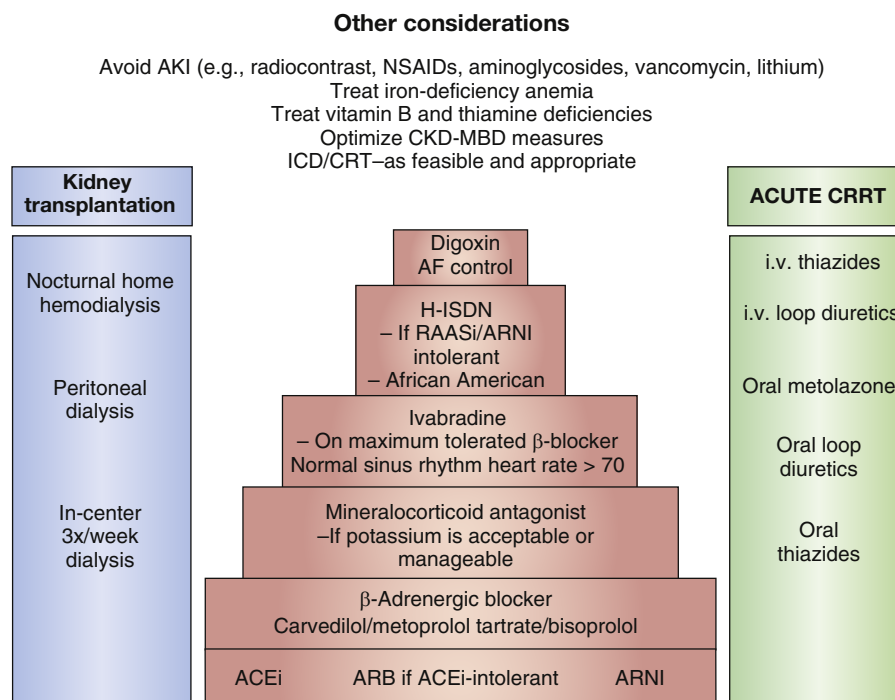 Other considerations
Avoid AKI (e.g., radiocontrast, NSAIDs, aminoglycosides, vancomycin, lithium)
Treat iron-deficiency anemia
Treat vitamin B and thiamine deficiencies
Optimize CKD-MBD measures
ICD/CRT–as feasible and appropriate
Kidney
transplantation
Nocturnal home
hemodialysis
Peritoneal
dialysis
In-center
3x/week
dialysis
Digoxin
AF control
H-ISDN
– If RAASi/ARNI
intolerant
– African American
Ivabradine
– On maximum tolerated β-blocker
Normal sinus rhythm heart rate > 70
Mineralocorticoid antagonist
–If potassium is acceptable or
manageable
β-Adrenergic blocker
Carvedilol/metoprolol tartrate/bisoprolol
ACEi ARB if ACEi-intolerant ARNI
ACUTE CRRT
i.v. thiazides
i.v. loop diuretics
Oral metolazone
Oral loop
diuretics
Oral
thiazides